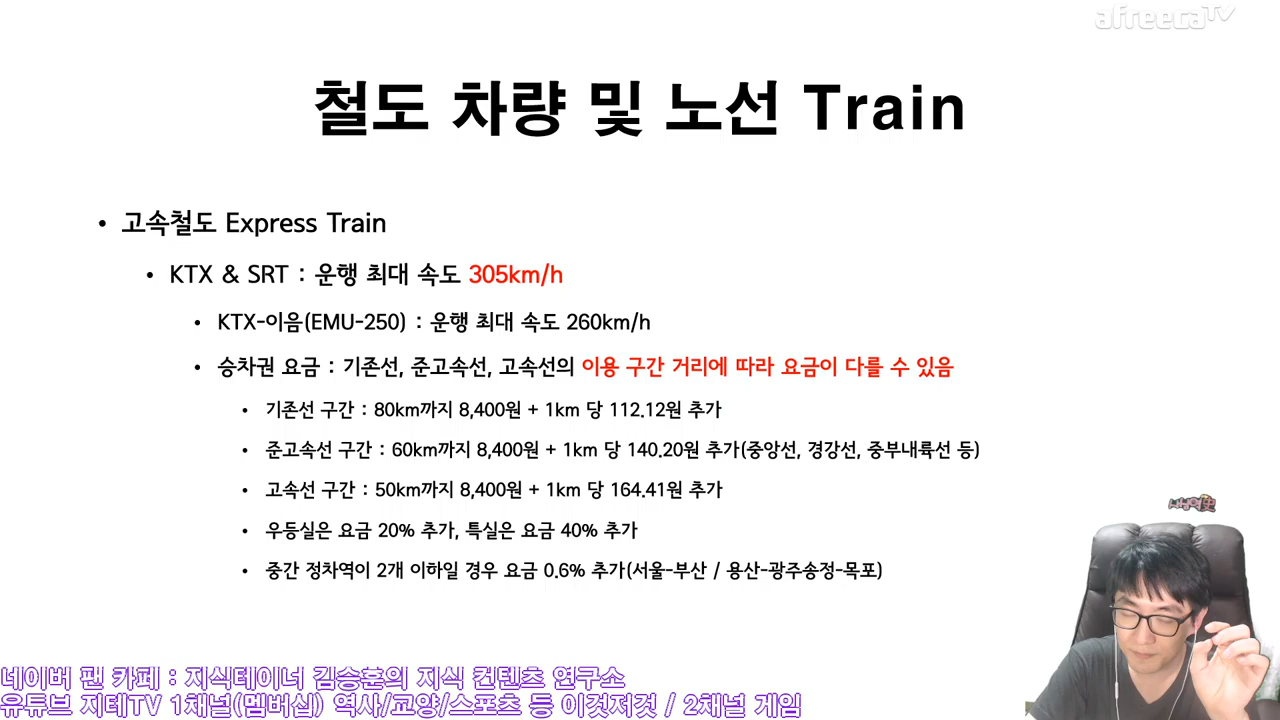 afreecaTV
철도 차량 및 노선 Train
• 고속철도 Express Train
• KTX & SRT : 운행 최대 속도 305km/h
• KTX-이음(EMU-250) : 운행 최대 속도 260km/h
• 승차권 요금 : 기존선, 준고속선, 고속선의 이용 구간 거리에 따라 요금이 다를 수 있음
• 기존선 구간 : 80km까지 8,400원 + 1km 당 112.12원 추가
• 준고속선 구간 : 60km까지 8,400원 + 1km 당 140.20원 추가(중앙선, 경강선, 중부내륙선 등)
• 고속선 구간 : 50km까지 8,400원 + 1km 당 164.41원 추가
• 우등실은 요금 20% 추가, 특실은 요금 40% 추가
• 중간 정차역이 2개 이하일 경우 요금 0.6% 추가(서울-부산 / 용산-광주송정-목포)
네이버 팬 카페 : 지식테이너 김승훈의 지식 컨텐츠 연구소
유튜브 지테TV 1채널(멤버십) 역사/교양/스포츠 등 이것저것 / 2채널 게임